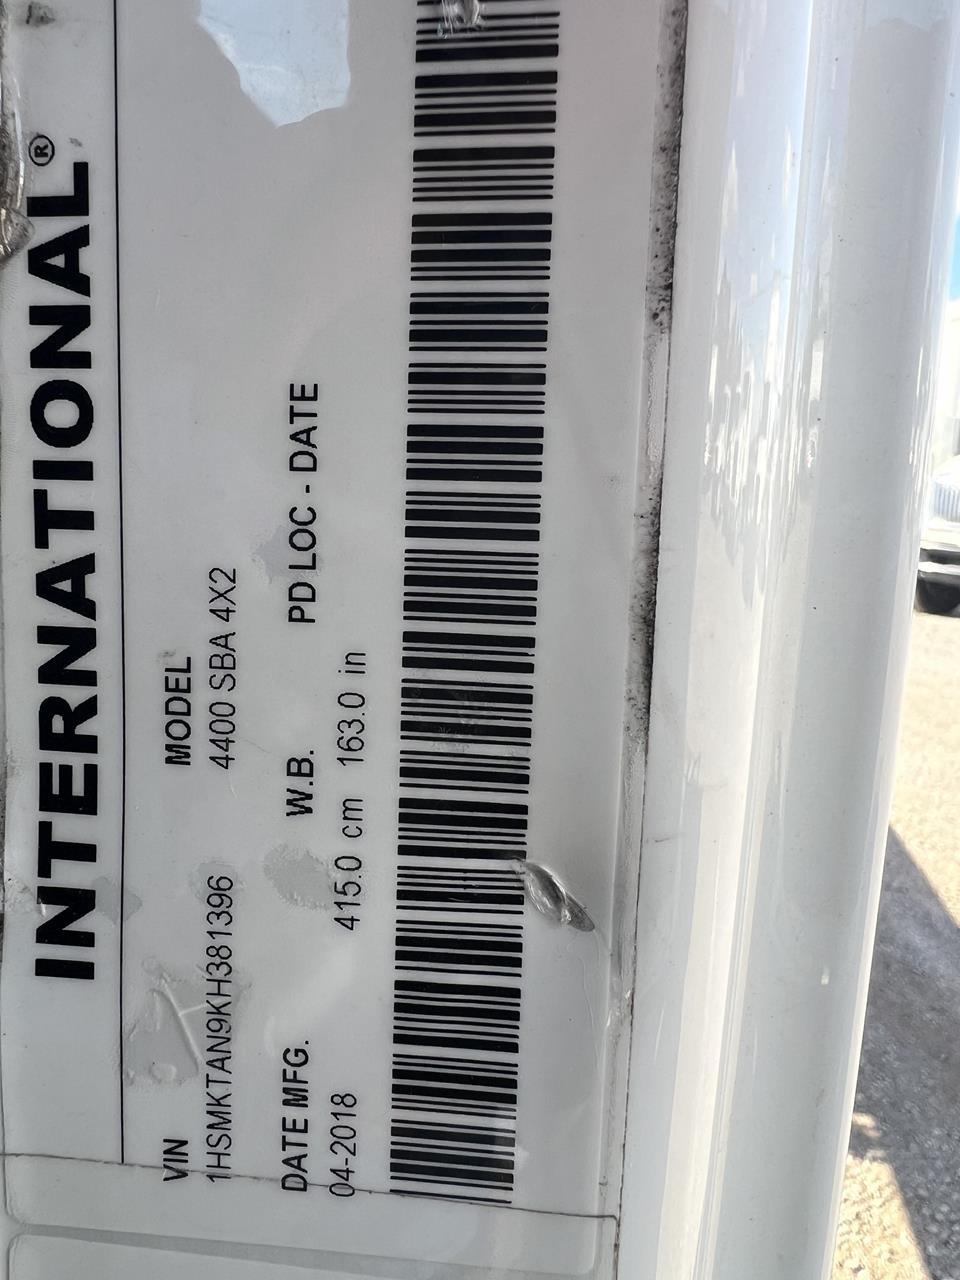 INTERNATIONAL®
VIN MODEL
1HSMKTAN9KH381396 4400 SBA 4X2
DATE MFG. W.B. PD LOC - DATE
04-2018 415.0 cm 163.0 in